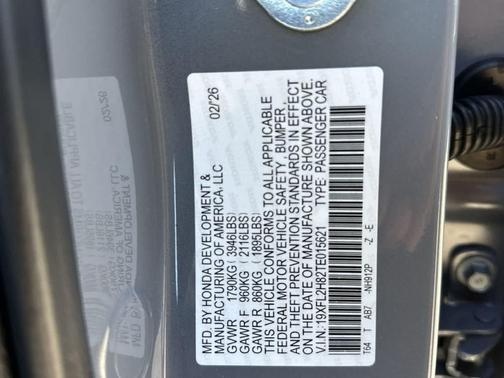 MFD. BY HONDA DEVELOPMENT & 02/'26
MANUFACTURING OF AMERICA, LLC
GVWR 1790KG(3946LBS)
GAWR F 960KG(2116LBS)
GAWR R 860KG(1895LBS)
THIS VEHICLE CONFORMS TO ALL APPLICABLE
FEDERAL MOTOR VEHICLE SAFETY, BUMPER,
AND THEFT PREVENTION STANDARDS IN EFFECT
ON THE DATE OF MANUFACTURE SHOWN ABOVE.
V.I.N.:19XFL2H82TE015621 TYPE: PASSENGER CAR
T64 T AB7 -NH912P -Z -E